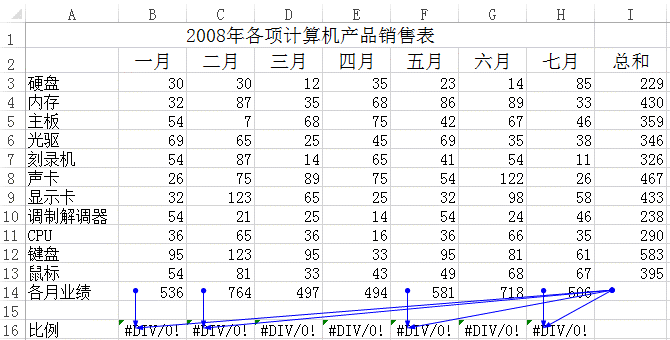 A B C D E F G H I
1 2008年各项计算机产品销售表
2 一月 二月 三月 四月 五月 六月 七月 总和
3 硬盘 30 30 12 35 23 14 85 229
4 内存 32 87 35 68 86 89 33 430
5 主板 54 7 68 75 42 67 46 359
6 光驱 69 65 25 45 69 35 38 346
7 刻录机 54 87 14 65 41 54 11 326
8 声卡 26 75 89 75 54 122 26 467
9 显示卡 32 123 65 25 32 98 58 433
10 调制解调器 54 21 25 14 54 24 46 238
11 CPU 36 65 36 16 36 66 35 290
12 键盘 95 123 95 33 95 81 61 583
13 鼠标 54 81 33 43 49 68 67 395
14 各月业绩 536 764 497 494 581 718 506
15
16 比例 #DIV/0! #DIV/0! #DIV/0! #DIV/0! #DIV/0! #DIV/0! #DIV/0!